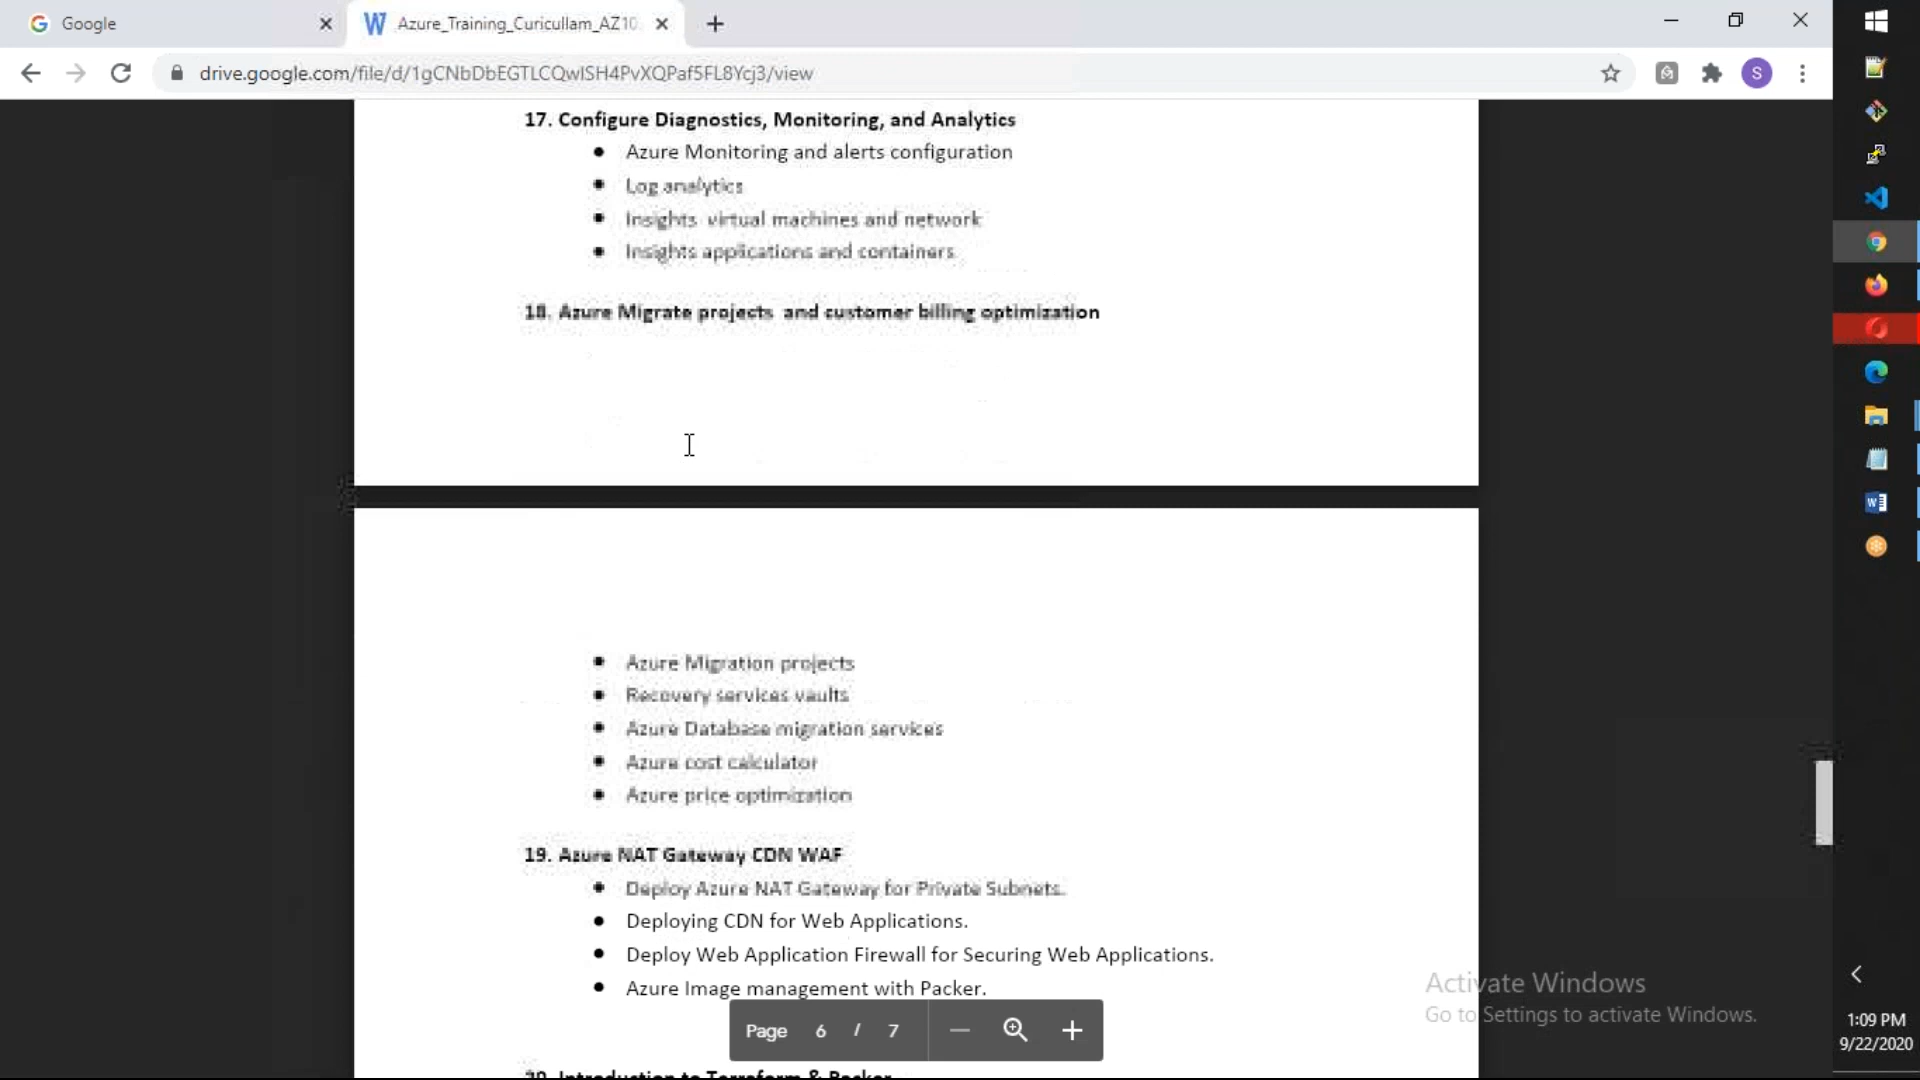 Google
Azure_Training_Curicullam_AZ10
drive.google.com/file/d/1gCNbDbEGTLCQwISH4PvXQPaf5FL8Ycj3/view
S
17. Configure Diagnostics, Monitoring, and Analytics
Azure Monitoring and alerts configuration
Log analytics
Insights virtual machines and network
Insights applications and containers
18. Azure Migrate projects and customer billing optimization
Azure Migration projects
Recovery services vaults
Azure Database migration services
Azure cost calculator
Azure price optimization
19. Azure NAT Gateway CDN WAF
Deploy Azure NAT Gateway for Private Subnets.
Deploying CDN for Web Applications.
Deploy Web Application Firewall for Securing Web Applications.
Azure Image management with Packer.
Page 6 / 7
Introduction to Terraform & Packer
Activate Windows
Go to Settings to activate Windows.
1:09 PM
9/22/2020